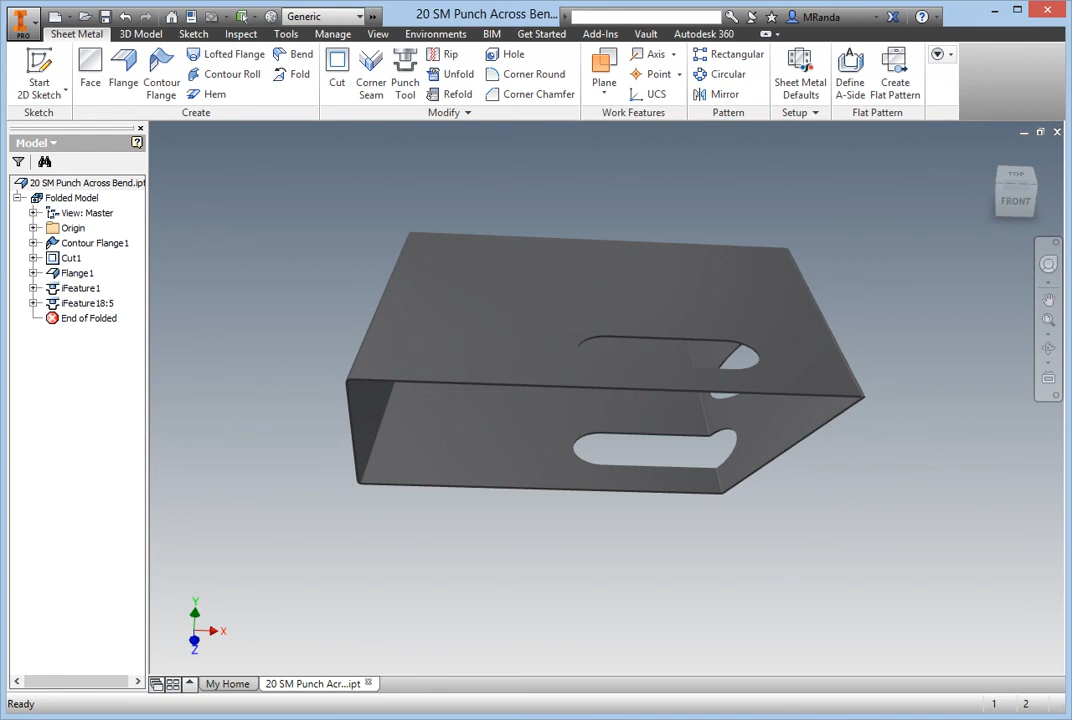 PRO
Generic
20 SM Punch Across Bend...
MRanda
Sheet Metal
3D Model
Sketch
Inspect
Tools
Manage
View
Environments
BIM
Get Started
Add-Ins
Vault
Autodesk 360
Start
2D Sketch
Face
Flange
Contour
Flange
Lofted Flange
Contour Roll
Hem
Bend
Fold
Cut
Corner
Seam
Punch
Tool
Rip
Unfold
Refold
Hole
Corner Round
Corner Chamfer
Plane
Axis
Point
UCS
Rectangular
Circular
Mirror
Sheet Metal
Defaults
Define
A-Side
Create
Flat Pattern
Sketch
Create
Modify
Work Features
Pattern
Setup
Flat Pattern
Model
20 SM Punch Across Bend.ipt
Folded Model
View: Master
Origin
Contour Flange1
Cut1
Flange1
iFeature1
iFeature18:5
End of Folded
TOP
FRONT
Y
X
Z
My Home
20 SM Punch Acr...ipt
Ready
1
2